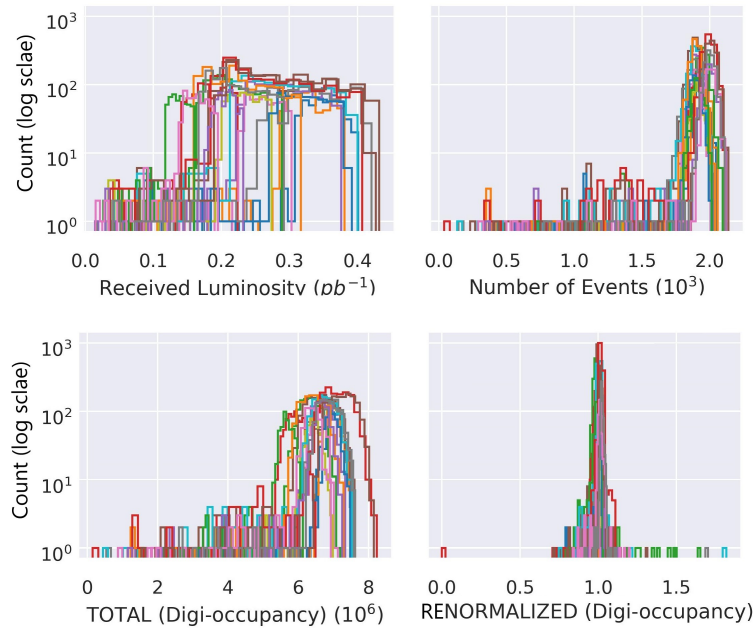 10³
10²
10¹
10⁰
Count (log sclae)
0.0 0.1 0.2 0.3 0.4
Received Luminosity (pb⁻¹)
0.0 0.5 1.0 1.5 2.0
Number of Events (10³)
10³
10²
10¹
10⁰
Count (log sclae)
0 2 4 6 8
TOTAL (Digi-occupancy) (10⁶)
0.0 0.5 1.0 1.5
RENORMALIZED (Digi-occupancy)